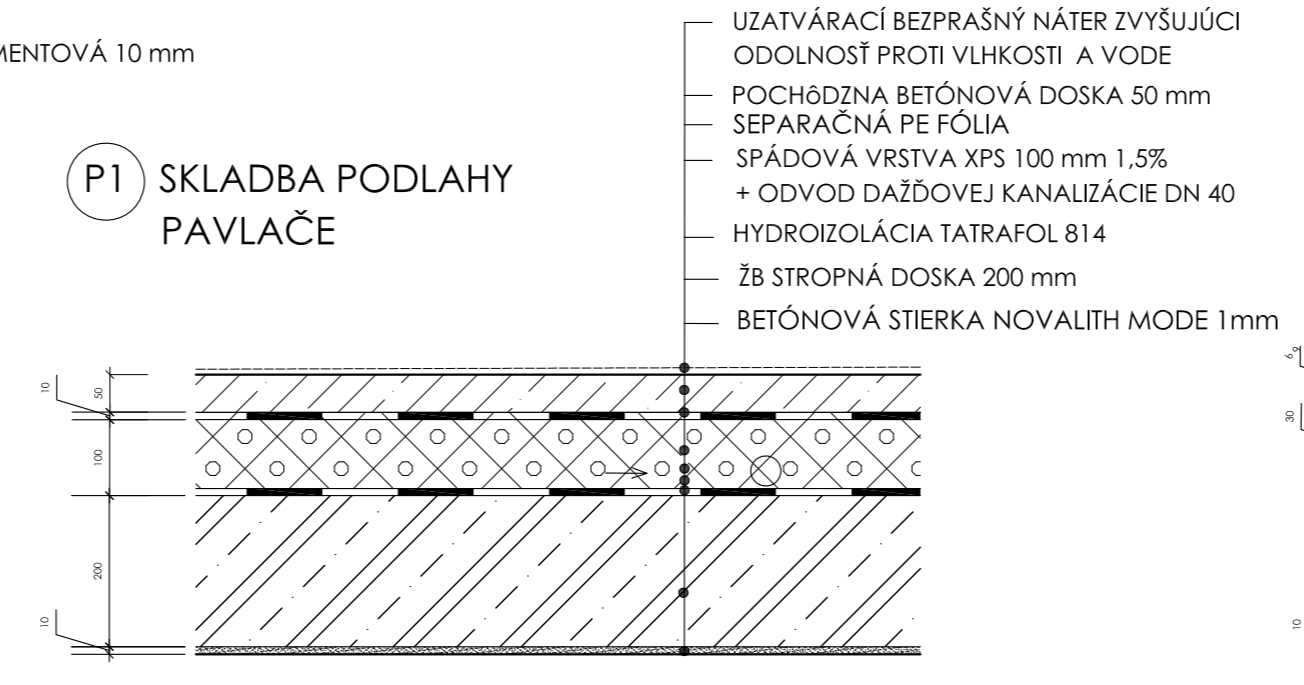 MENTOVÁ 10 mm
P1 SKLADBA PODLAHY
PAVLAČE
UZATVÁRACÍ BEZPRAŠNÝ NÁTER ZVYŠUJÚCI
ODOLNOSŤ PROTI VLHKOSTI A VODE
POCHôDZNA BETÓNOVÁ DOSKA 50 mm
SEPARAČNÁ PE FÓLIA
SPÁDOVÁ VRSTVA XPS 100 mm 1,5%
+ ODVOD DAŽĎOVEJ KANALIZÁCIE DN 40
HYDROIZOLÁCIA TATRAFOL 814
ŽB STROPNÁ DOSKA 200 mm
BETÓNOVÁ STIERKA NOVALITH MODE 1mm
10
50
100
200
10
30
10